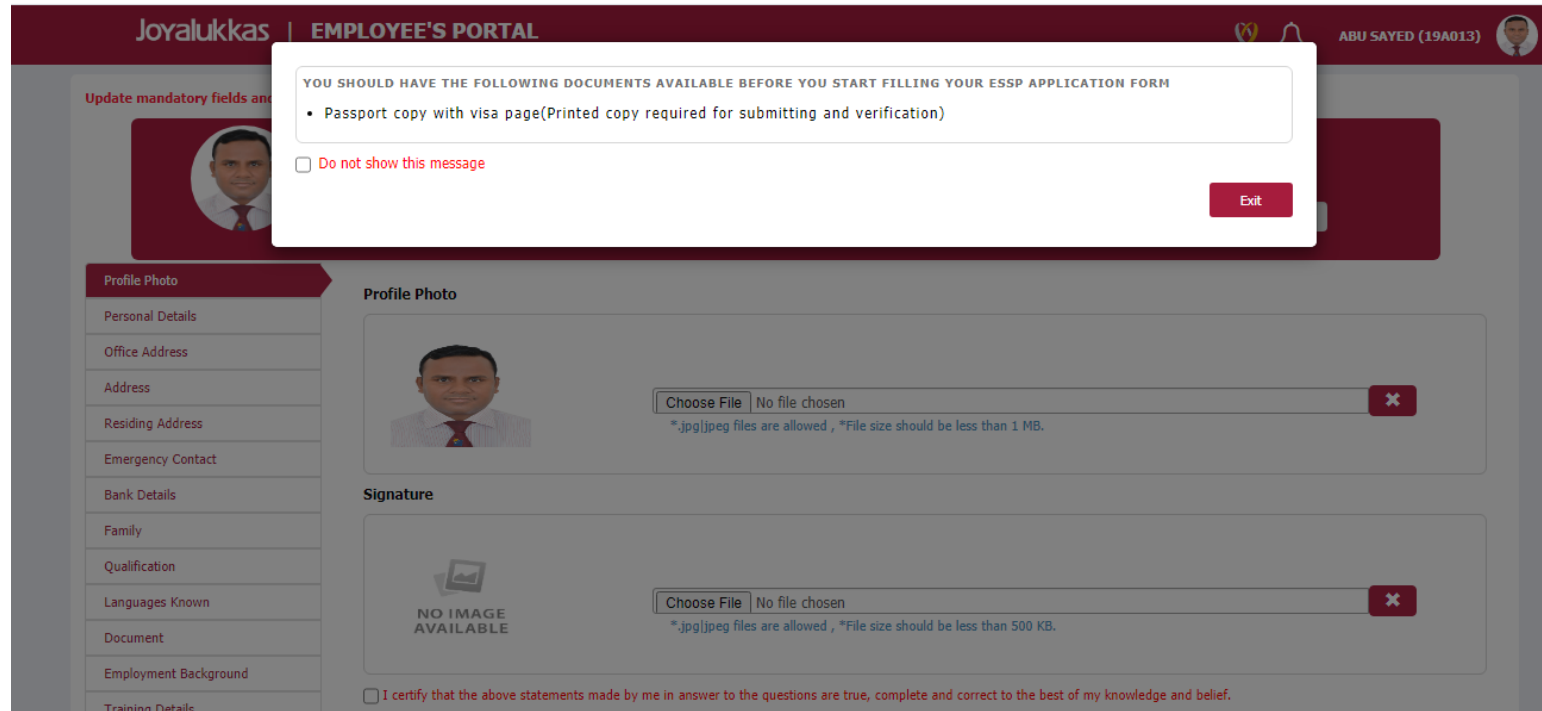 Joyalukkas | EMPLOYEE'S PORTAL
ABU SAYED (19A013)
YOU SHOULD HAVE THE FOLLOWING DOCUMENTS AVAILABLE BEFORE YOU START FILLING YOUR ESSP APPLICATION FORM
• Passport copy with visa page(Printed copy required for submitting and verification)
Do not show this message
Exit
Update mandatory fields and
Profile Photo
Personal Details
Office Address
Address
Residing Address
Emergency Contact
Bank Details
Family
Qualification
Languages Known
Document
Employment Background
Training Details
Profile Photo
Choose File No file chosen
*.jpg|jpeg files are allowed , *File size should be less than 1 MB.
Signature
NO IMAGE
AVAILABLE
Choose File No file chosen
*.jpg|jpeg files are allowed , *File size should be less than 500 KB.
I certify that the above statements made by me in answer to the questions are true, complete and correct to the best of my knowledge and belief.